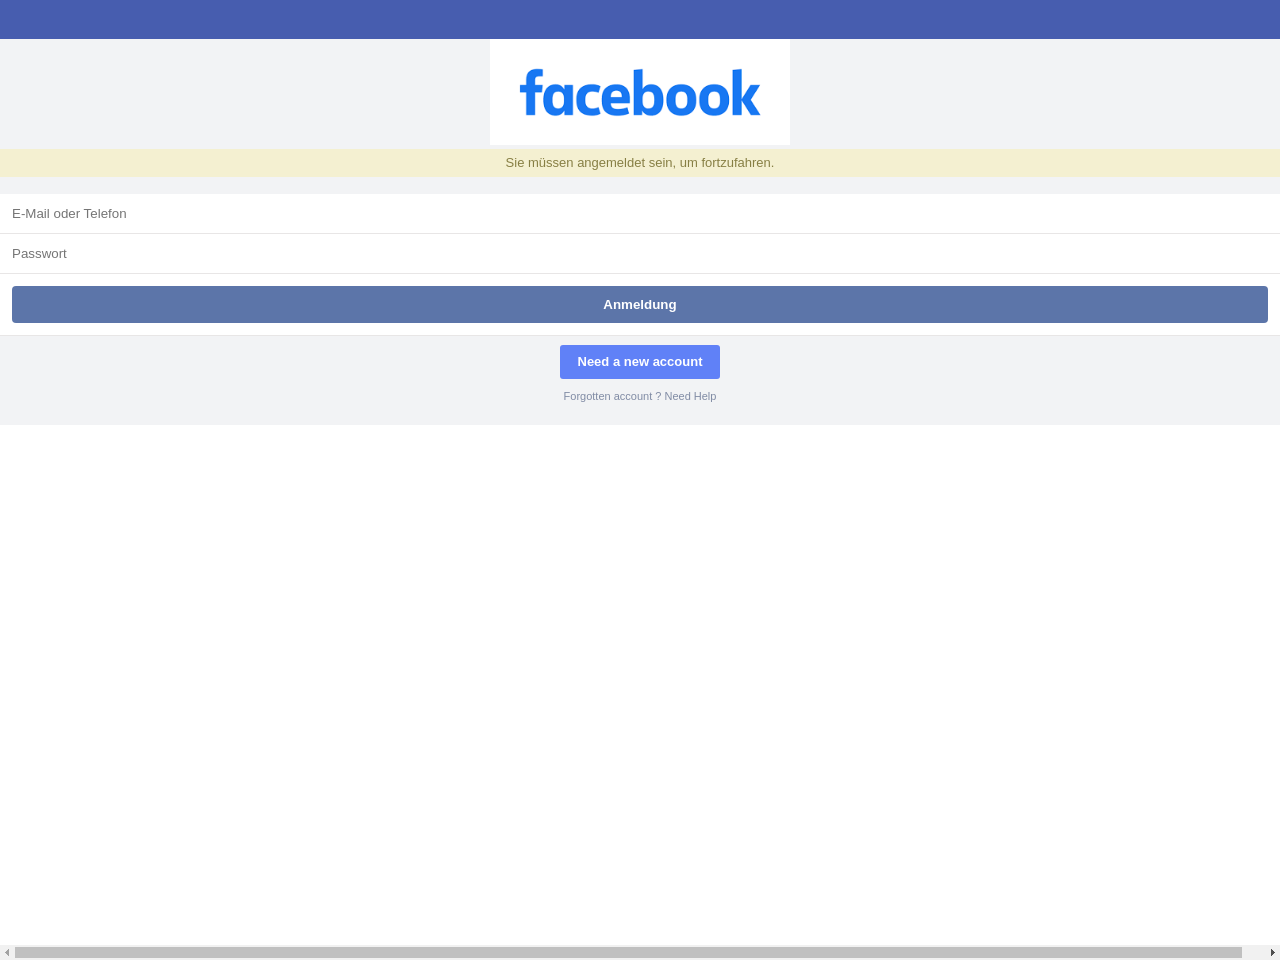 facebook
Sie müssen angemeldet sein, um fortzufahren.
E-Mail oder Telefon
Passwort
Anmeldung
Need a new account
Forgotten account ? Need Help